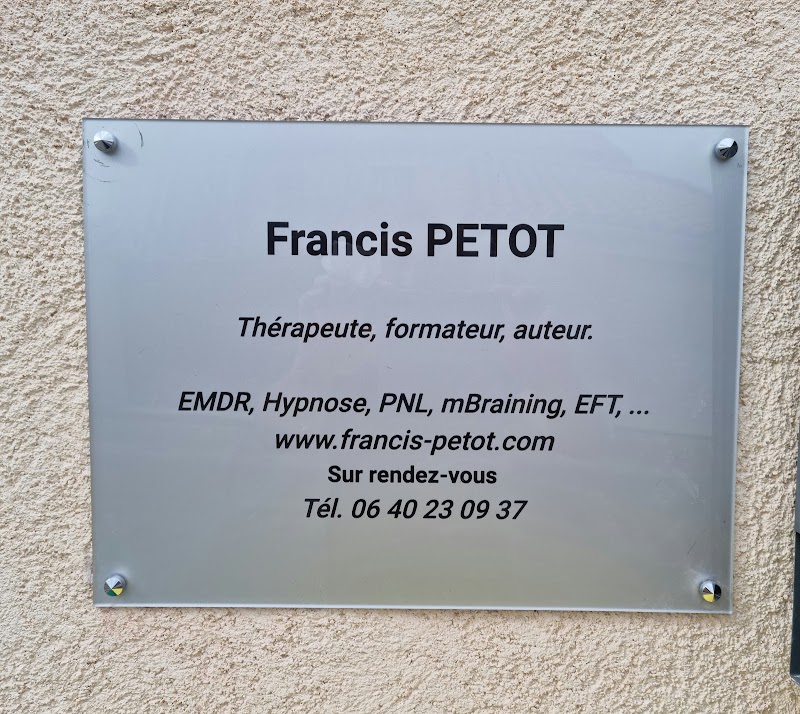 Francis PETOT
Thérapeute, formateur, auteur.
EMDR, Hypnose, PNL, mBraining, EFT, ...
www.francis-petot.com
Sur rendez-vous
Tél. 06 40 23 09 37